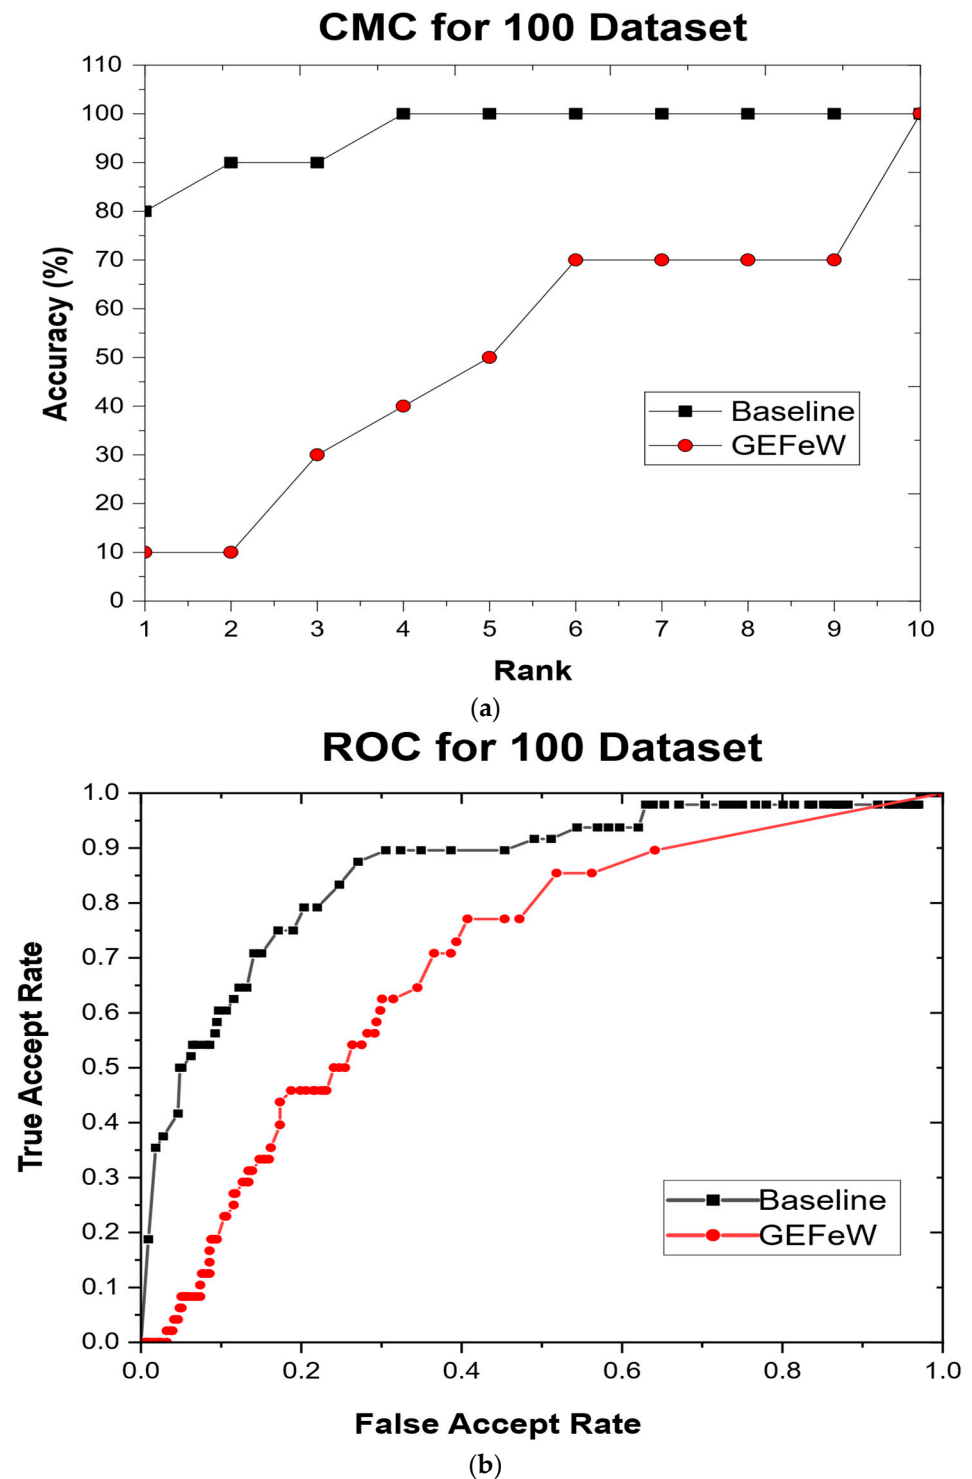 CMC for 100 Dataset
110
100
90
80
70
60
50
40
30
20
10
0
Accuracy (%)
Baseline
GEFeW
1 2 3 4 5 6 7 8 9 10
Rank
(a)
ROC for 100 Dataset
1.0
0.9
0.8
0.7
0.6
0.5
0.4
0.3
0.2
0.1
0.0
True Accept Rate
Baseline
GEFeW
0.0 0.2 0.4 0.6 0.8 1.0
False Accept Rate
(b)